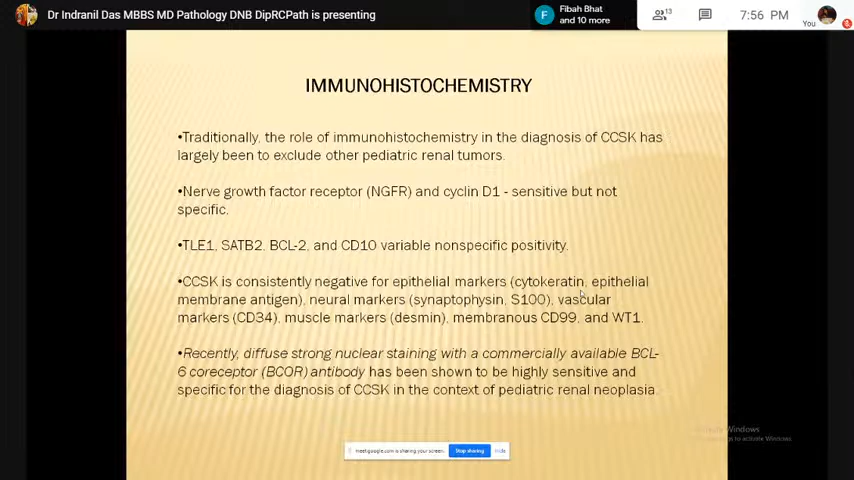 Dr Indranil Das MBBS MD Pathology DNB DipRCPath is presenting
F
Fibah Bhat
and 10 more
13
7:56 PM
You
IMMUNOHISTOCHEMISTRY
•Traditionally, the role of immunohistochemistry in the diagnosis of CCSK has
largely been to exclude other pediatric renal tumors.
•Nerve growth factor receptor (NGFR) and cyclin D1 - sensitive but not
specific.
•TLE1, SATB2, BCL-2, and CD10 variable nonspecific positivity.
•CCSK is consistently negative for epithelial markers (cytokeratin, epithelial
membrane antigen), neural markers (synaptophysin, S100), vascular
markers (CD34), muscle markers (desmin), membranous CD99, and WT1.
•Recently, diffuse strong nuclear staining with a commercially available BCL-
6 coreceptor (BCOR) antibody has been shown to be highly sensitive and
specific for the diagnosis of CCSK in the context of pediatric renal neoplasia.
meet.google.com is sharing your screen.
Stop sharing
Hide
Windows
to activate Windows.